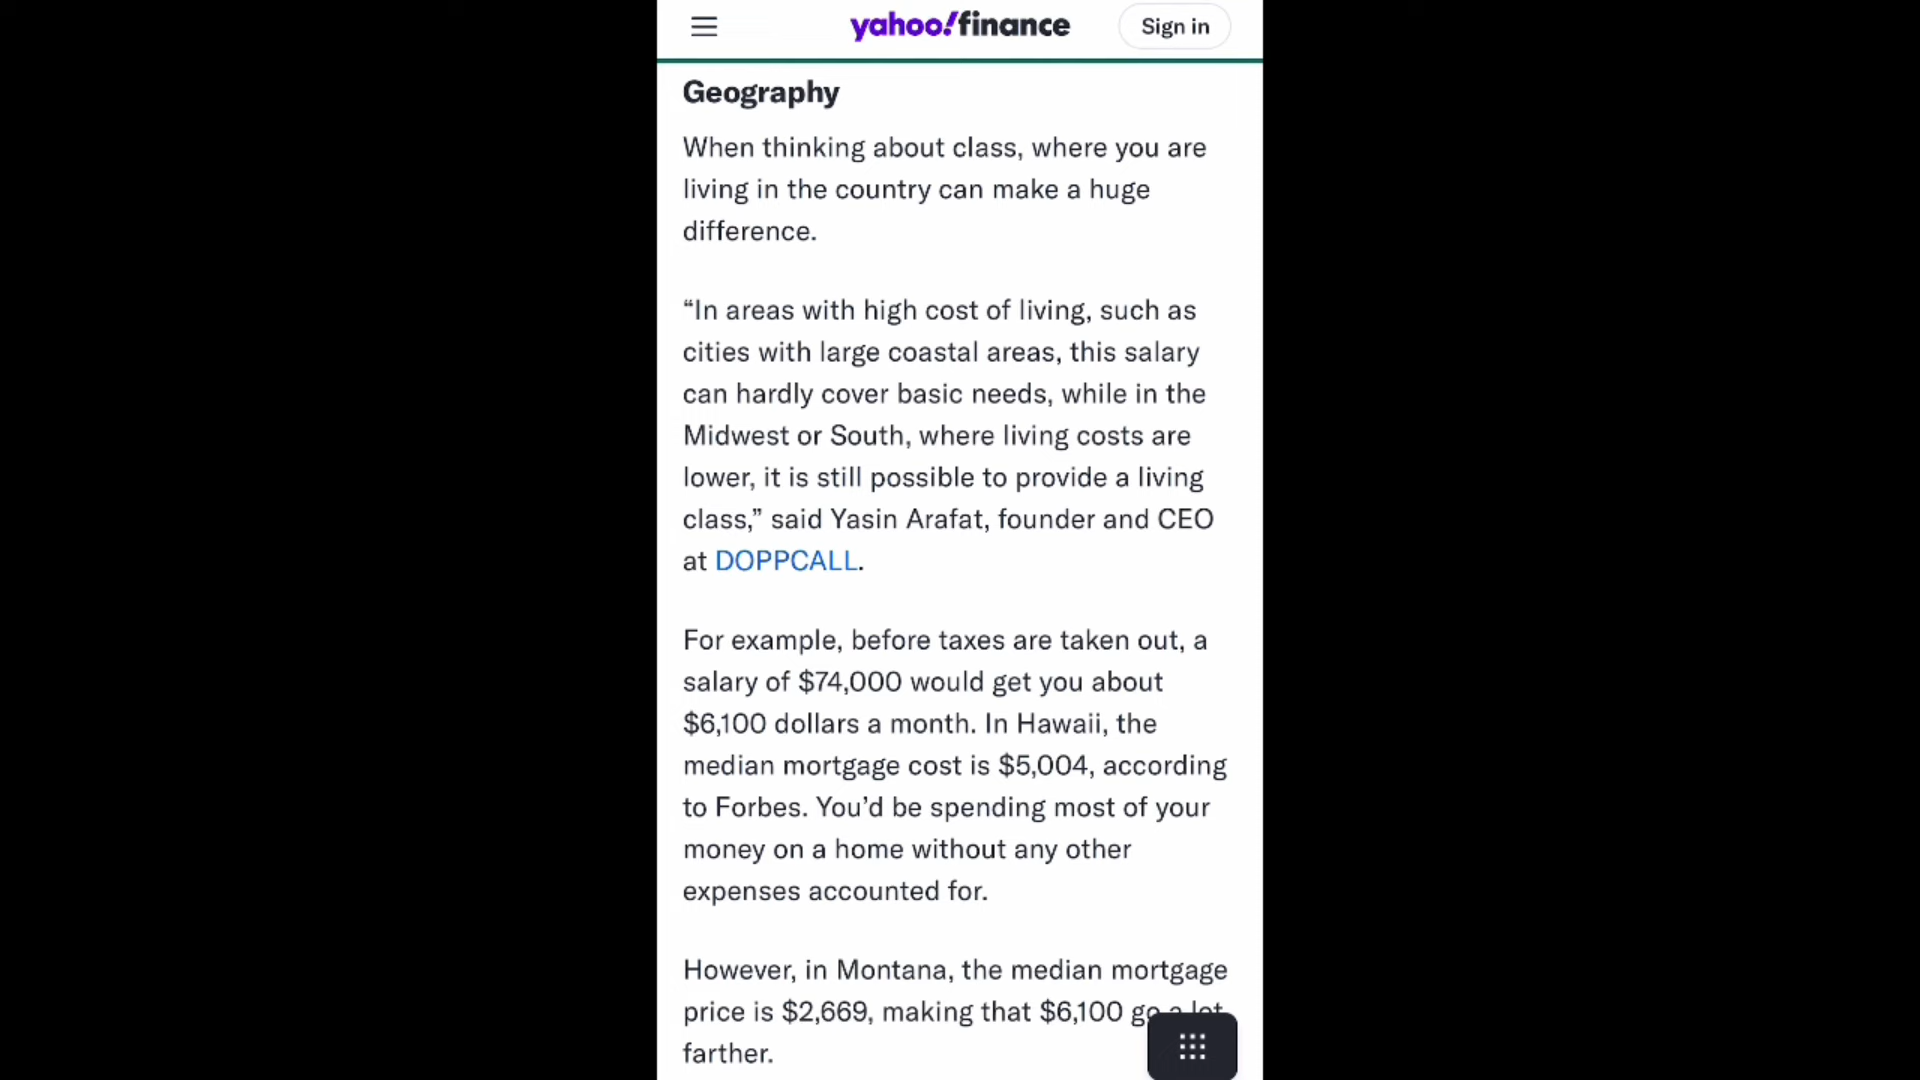 yahoo!finance
Sign in
Geography
When thinking about class, where you are
living in the country can make a huge
difference.
“In areas with high cost of living, such as
cities with large coastal areas, this salary
can hardly cover basic needs, while in the
Midwest or South, where living costs are
lower, it is still possible to provide a living
class,” said Yasin Arafat, founder and CEO
at DOPPCALL.
For example, before taxes are taken out, a
salary of $74,000 would get you about
$6,100 dollars a month. In Hawaii, the
median mortgage cost is $5,004, according
to Forbes. You’d be spending most of your
money on a home without any other
expenses accounted for.
However, in Montana, the median mortgage
price is $2,669, making that $6,100 go a lot
farther.